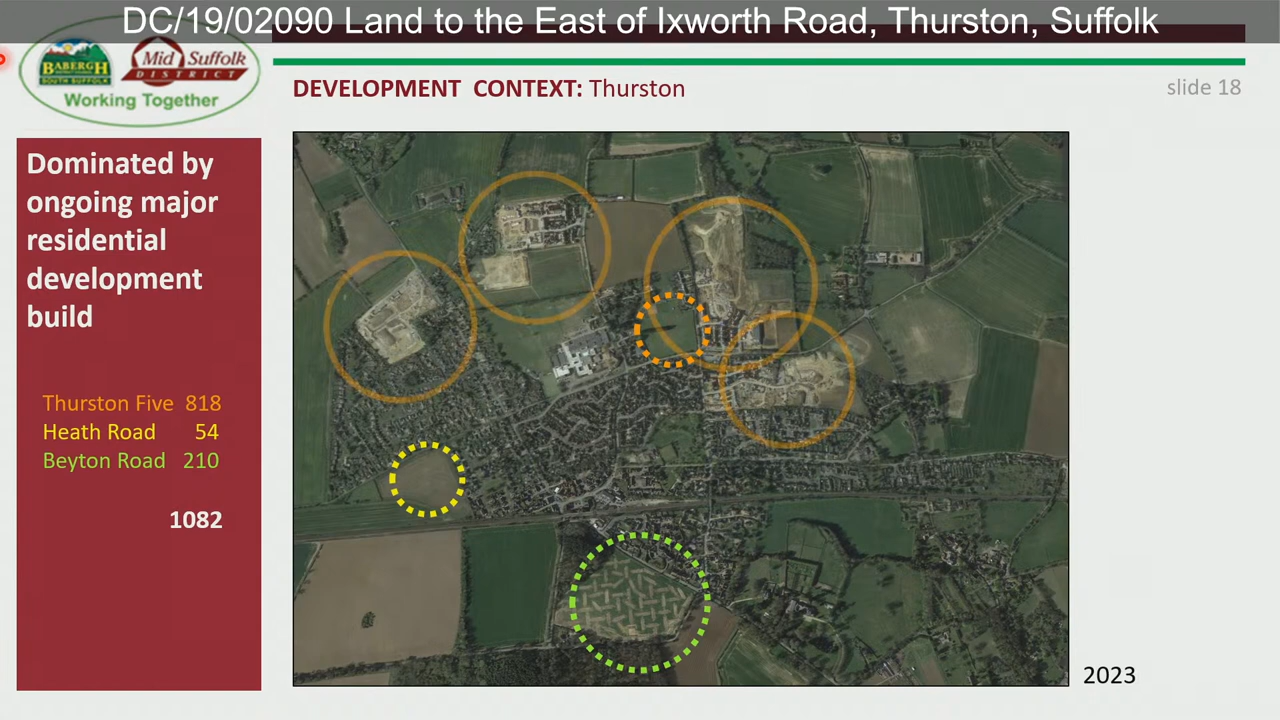 DC/19/02090 Land to the East of Ixworth Road, Thurston, Suffolk
BABERGH
DISTRICT COUNCIL
SOUTH SUFFOLK
Mid Suffolk
DISTRICT
Working Together
DEVELOPMENT CONTEXT: Thurston
slide 18
Dominated by
ongoing major
residential
development
build
Thurston Five 818
Heath Road 54
Beyton Road 210
1082
2023